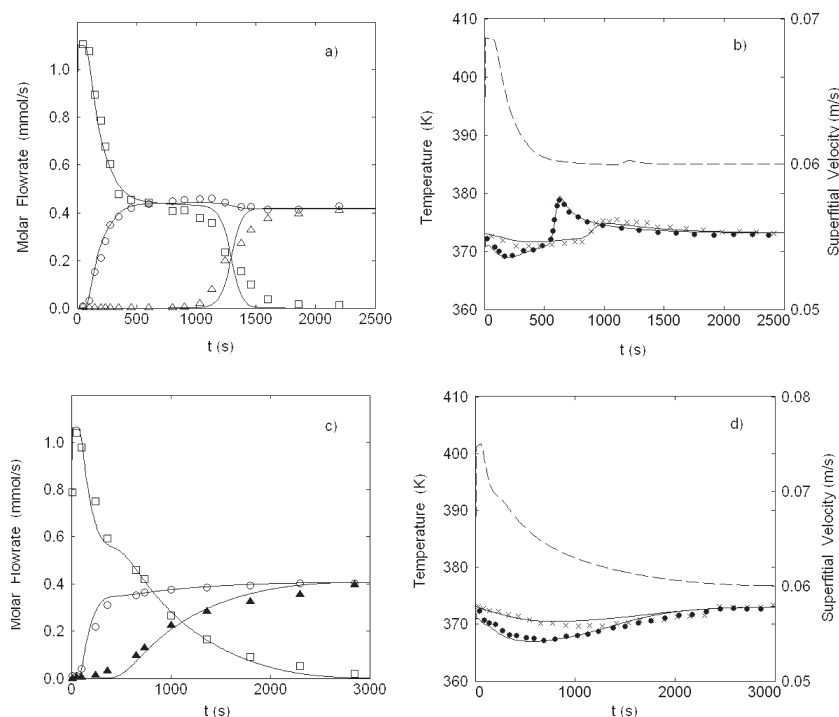 a)
Molar Flowrate (mmol/s)
1.0
0.8
0.6
0.4
0.2
0.0
0 500 1000 1500 2000 2500
t (s)
b)
Temperature (K)
410
400
390
380
370
360
0.07
0.06
0.05
Superfitial Velocity (m/s)
0 500 1000 1500 2000 2500
t (s)
c)
Molar Flowrate (mmol/s)
1.0
0.8
0.6
0.4
0.2
0.0
0 1000 2000 3000
t (s)
d)
Temperature (K)
410
400
390
380
370
360
0.08
0.07
0.06
0.05
Superfitial Velocity (m/s)
0 1000 2000 3000
t (s)